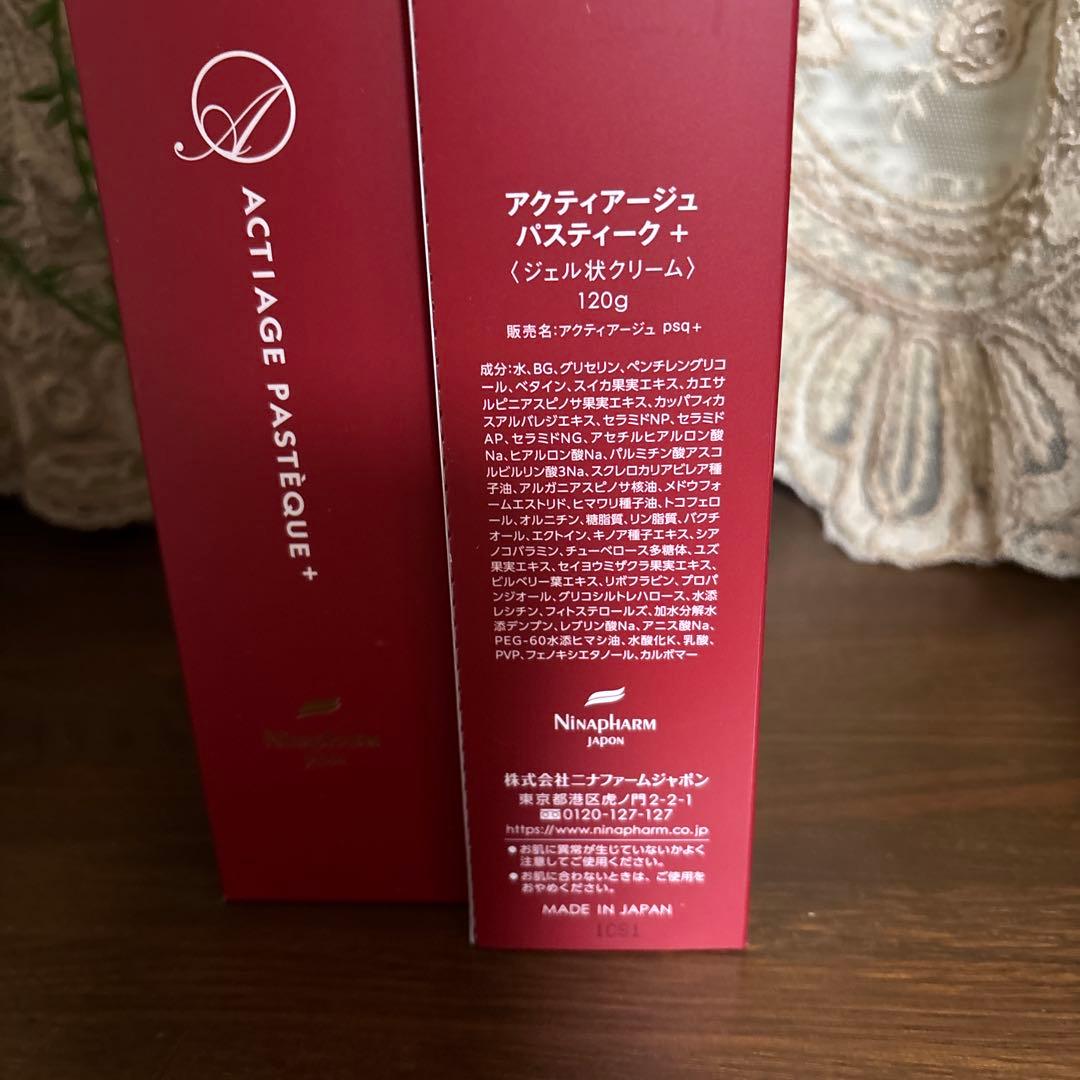 A
ACTIAGE PASTÈQUE +
NINAPHARM
JAPON
アクティアージュ
パスティーク +
〈ジェル状クリーム〉
120g
販売名:アクティアージュ psq+
成分:水、BG、グリセリン、ペンチレングリコ
ール、ベタイン、スイカ果実エキス、カエサ
ルピニアスピノサ果実エキス、カッパフィカ
スアルバレジエキス、セラミドNP、セラミド
AP、セラミドNG、アセチルヒアルロン酸
Na、ヒアルロン酸Na、パルミチン酸アスコ
ルビルリン酸3Na、スクレロカリアビレア種
子油、アルガニアスピノサ核油、メドウフォ
ームエストリド、ヒマワリ種子油、トコフェロ
ール、オルニチン、糖脂質、リン脂質、バクチ
オール、エクトイン、キノア種子エキス、シア
ノコバラミン、チューベロース多糖体、ユズ
果実エキス、セイヨウミザクラ果実エキス、
ビルベリー葉エキス、リボフラビン、プロパ
ンジオール、グリコシルトレハロース、水添
レシチン、フィトステロールズ、加水分解水
添デンプン、レブリン酸Na、アニス酸Na、
PEG-60水添ヒマシ油、水酸化K、乳酸、
PVP、フェノキシエタノール、カルボマー
NINAPHARM
JAPON
株式会社ニナファームジャポン
東京都港区虎ノ門2-2-1
0120-127-127
https://www.ninapharm.co.jp
●お肌に異常が生じていないかよく
注意してご使用ください。
●お肌に合わないときは、ご使用を
おやめください。
MADE IN JAPAN